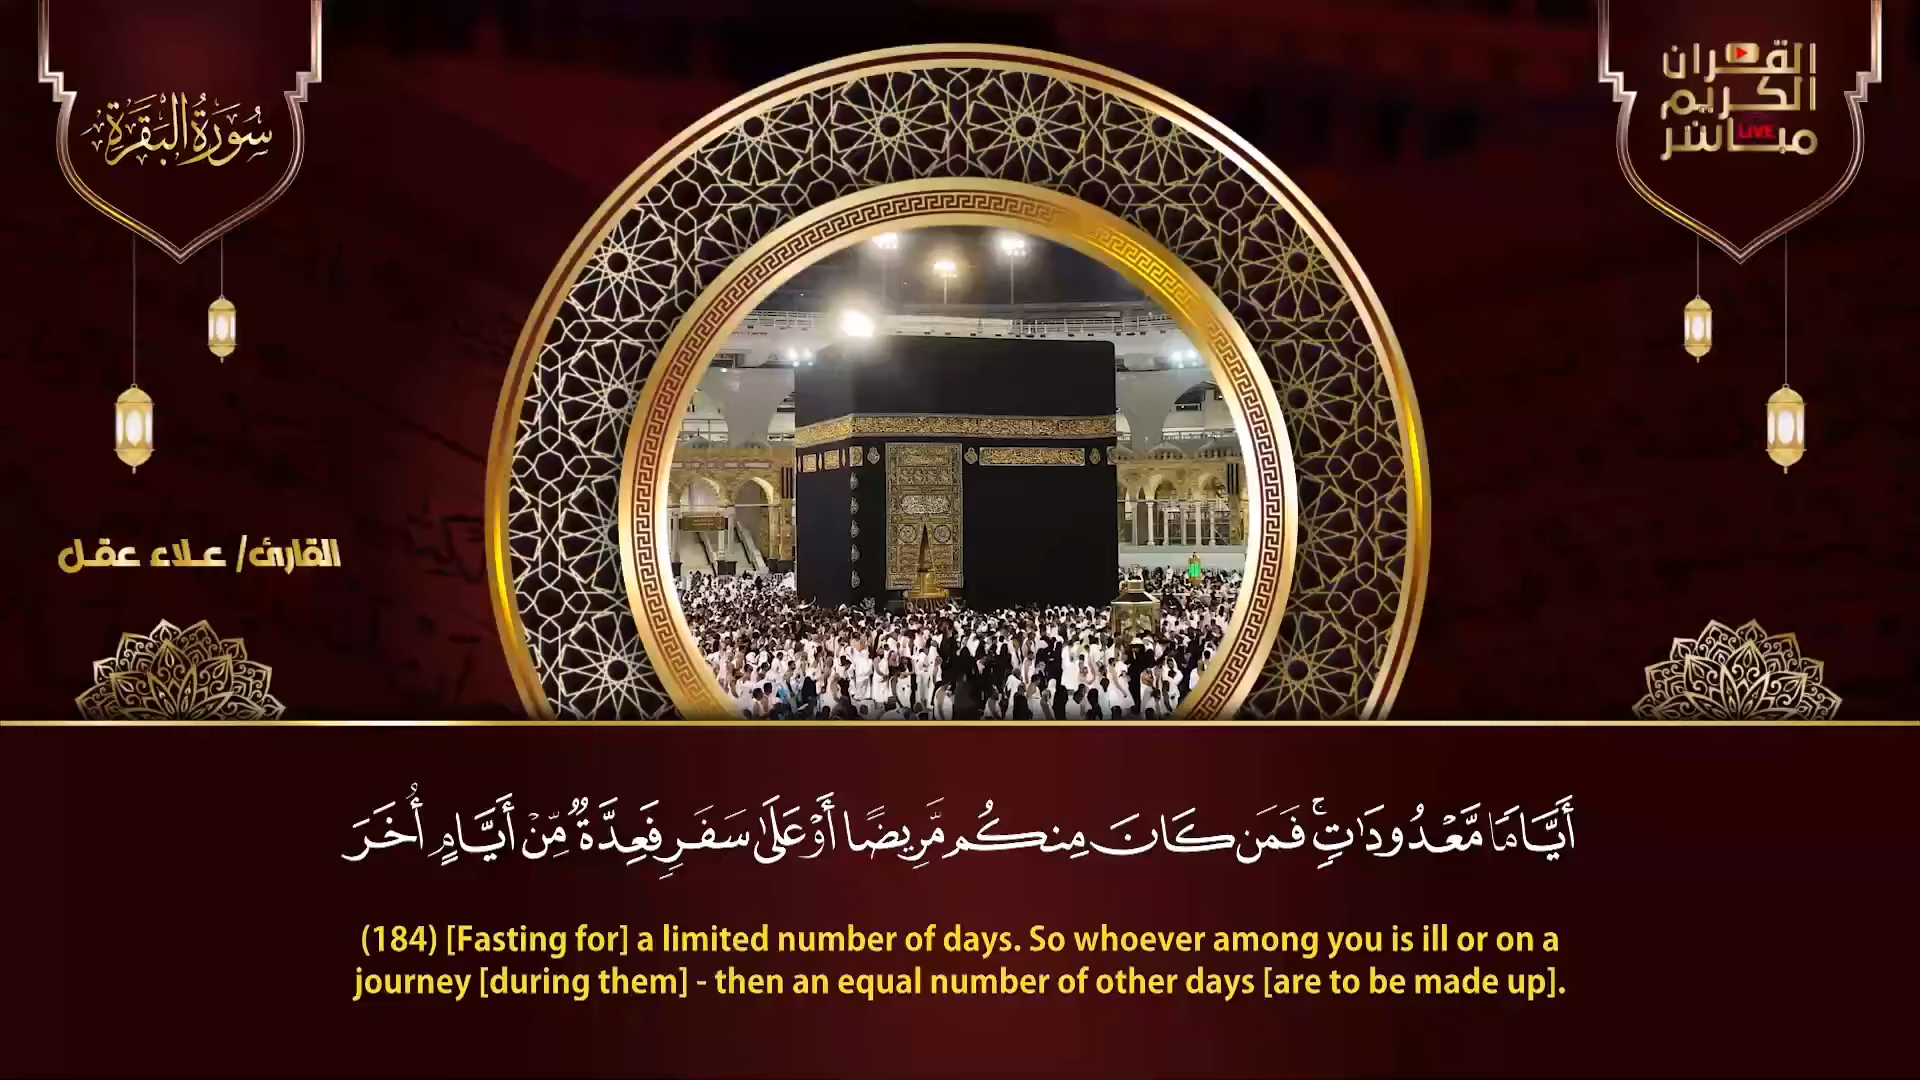 سُورَةُ البَقَرَةِ
القرآن
الكريم
مباشر
LIVE
القارئ/ علاء عقل
أَيَّامًا مَّعْدُودَٰتٍ ۚ فَمَن كَانَ مِنكُم مَّرِيضًا أَوْ عَلَىٰ سَفَرٍ فَعِدَّةٌ مِّنْ أَيَّامٍ أُخَرَ
(184) [Fasting for] a limited number of days. So whoever among you is ill or on a
journey [during them] - then an equal number of other days [are to be made up].